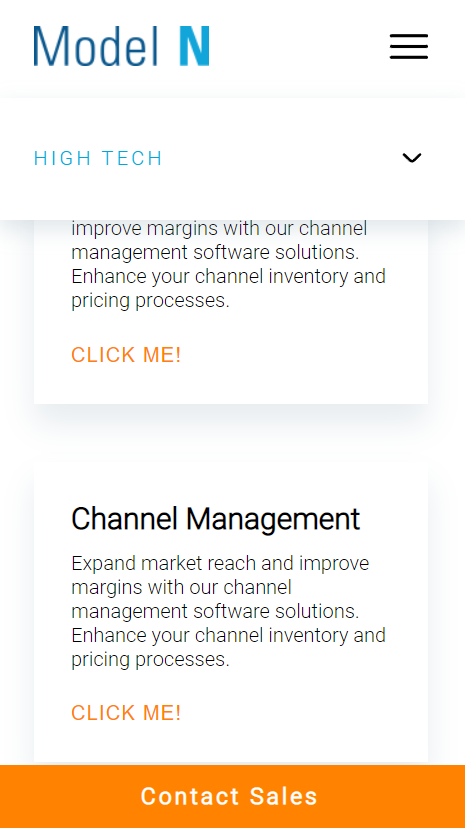 Model N
HIGH TECH
improve margins with our channel
management software solutions.
Enhance your channel inventory and
pricing processes.
CLICK ME!
Channel Management
Expand market reach and improve
margins with our channel
management software solutions.
Enhance your channel inventory and
pricing processes.
CLICK ME!
Contact Sales